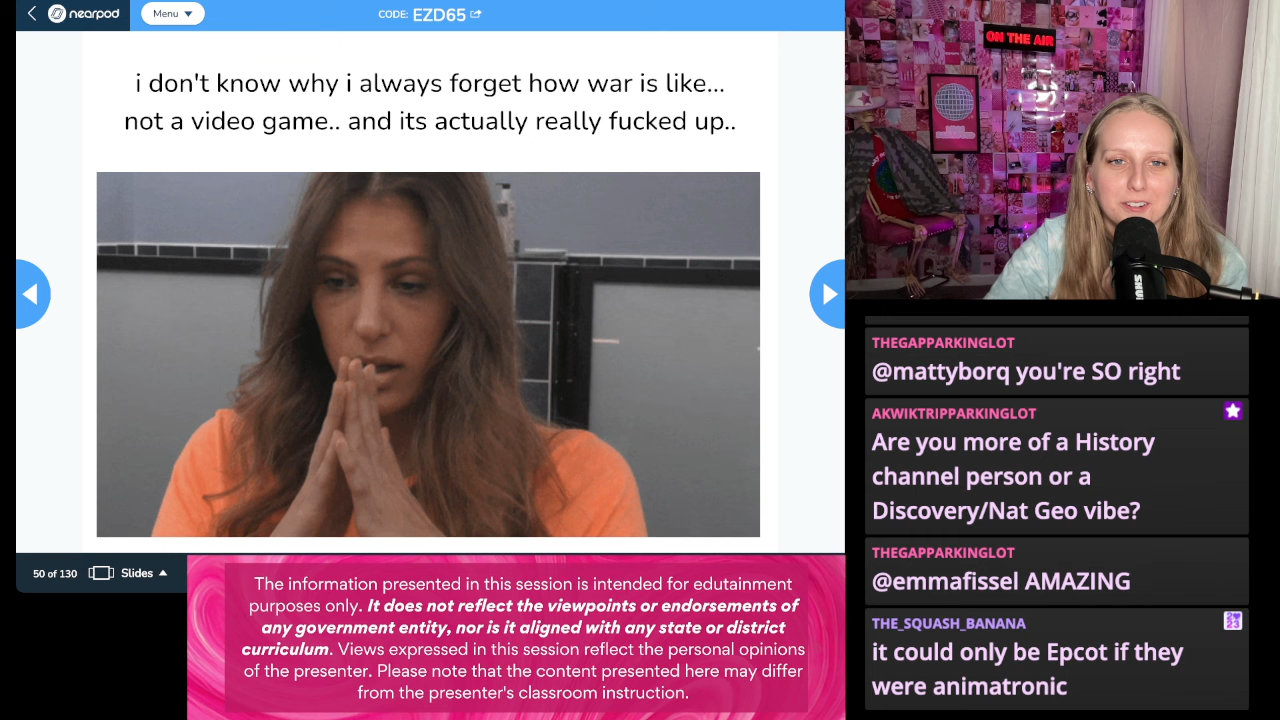 nearpod
Menu
CODE: EZD65
i don't know why i always forget how war is like...
not a video game.. and its actually really fucked up..
50 of 130
Slides
The information presented in this session is intended for edutainment
purposes only. It does not reflect the viewpoints or endorsements of
any government entity, nor is it aligned with any state or district
curriculum. Views expressed in this session reflect the personal opinions
of the presenter. Please note that the content presented here may differ
from the presenter's classroom instruction.
ON THE AIR
SHU
THEGAPPARKINGLOT
@mattyborq you're SO right
AKWIKTRIPPARKINGLOT
Are you more of a History
channel person or a
Discovery/Nat Geo vibe?
THEGAPPARKINGLOT
@emmafissel AMAZING
THE_SQUASH_BANANA
it could only be Epcot if they
were animatronic